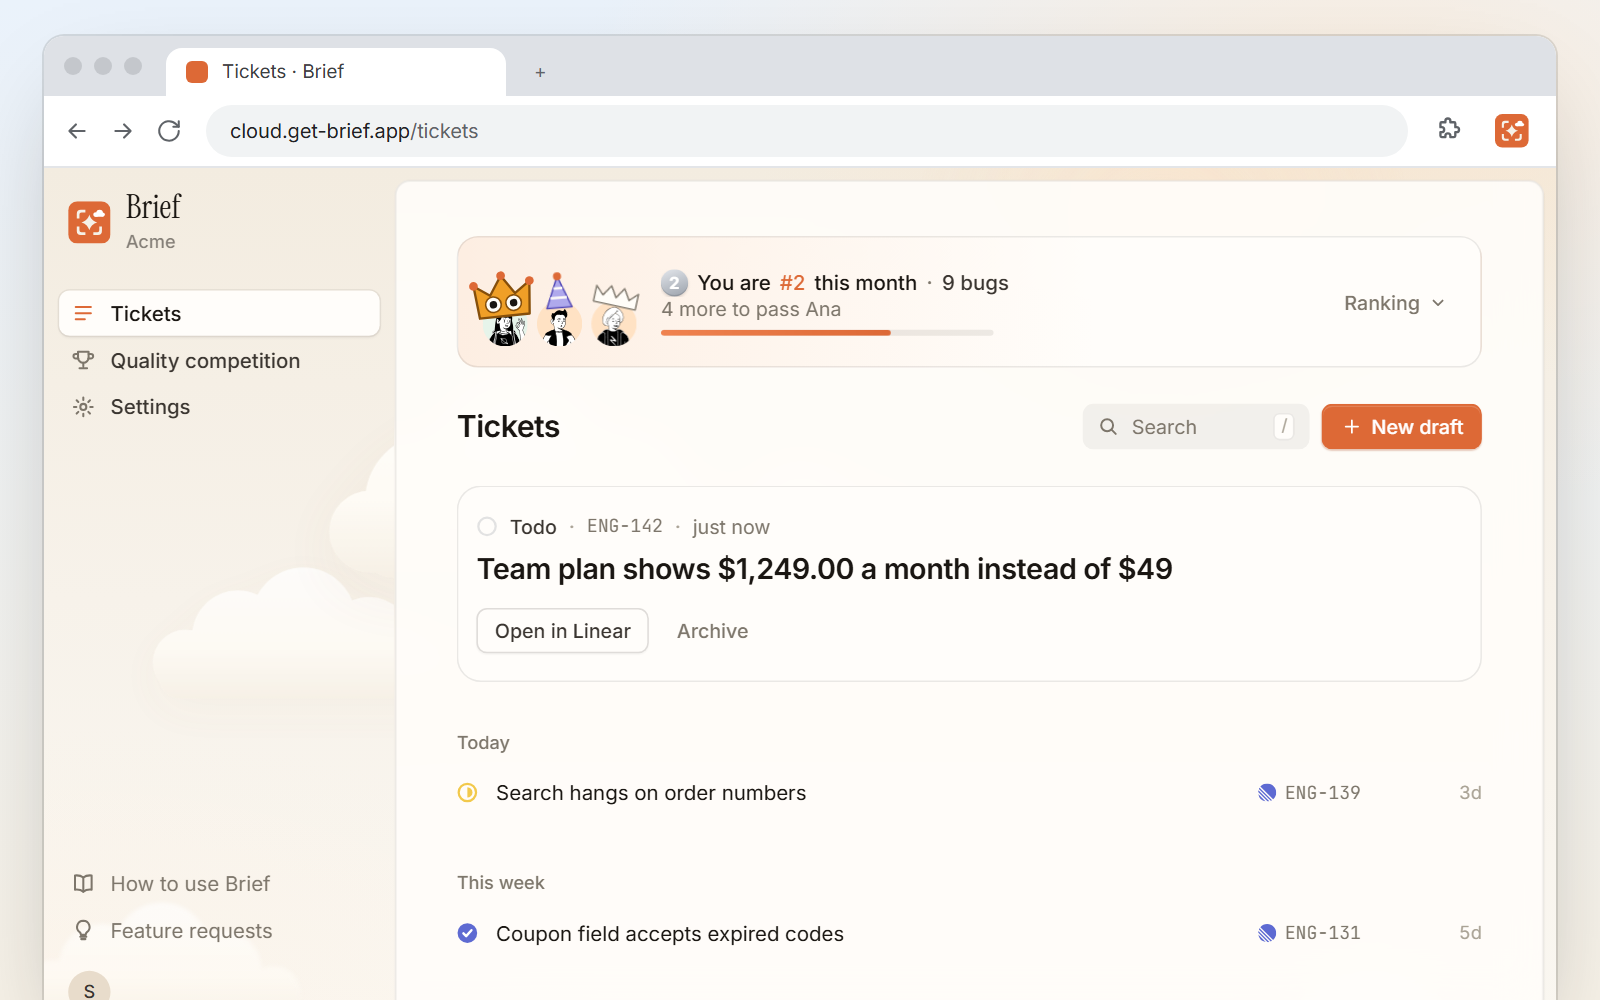 Tickets · Brief
+
cloud.get-brief.app/tickets
Brief
Acme
Tickets
Quality competition
Settings
2 You are #2 this month · 9 bugs
4 more to pass Ana
Ranking
Tickets
Search /
+ New draft
Todo · ENG-142 · just now
Team plan shows $1,249.00 a month instead of $49
Open in Linear
Archive
Today
Search hangs on order numbers ENG-139 3d
This week
Coupon field accepts expired codes ENG-131 5d
How to use Brief
Feature requests
S